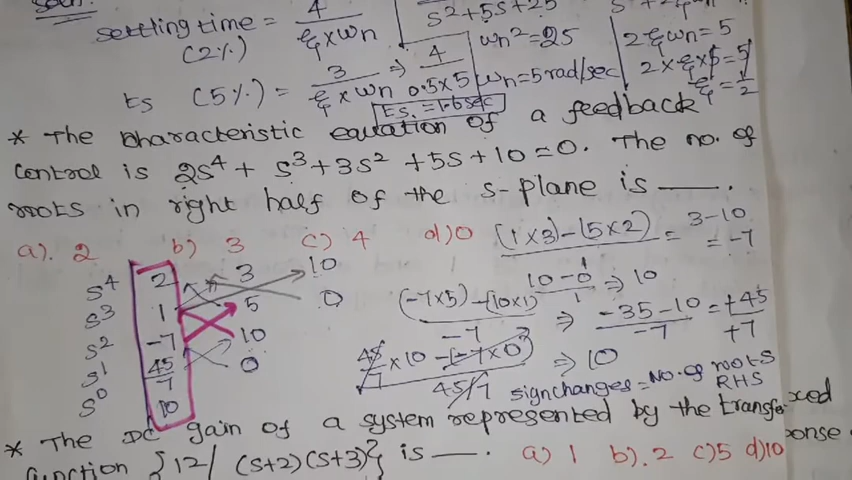 Soln:
settling time = 4 / ξ × ωn
(2%)
s²+5s+25
ωn² = 25
2ξωn = 5
ts (5%) = 3 / ξ × ωn ⇒ 4 / 0.5×5
ωn = 5 rad/sec
2×ξ×5 = 5
ξ = 1/2
ts = 1.6 sec
* The characteristic equation of a feedback
control is 2s⁴ + s³ + 3s² + 5s + 10 = 0. The no. of
roots in right half of the s-plane is ___.
a). 2 b) 3 c) 4 d) 0
(1×3) - (5×2) / 1 = 3-10 = -7
s⁴ 2 3 10
s³ 1 5 0
s² -7 10
s¹ 45/7 0
s⁰ 10
10-0 / 1 ⇒ 10
(-7×5) - (10×1) / -7 ⇒ -35-10 / -7 = +45 / +7
45/7 × 10 - (-7×0) / 45/7 ⇒ 10
sign changes = No. of roots
RHS
* The DC gain of a system represented by the transfer
function {12/ (s+2)(s+3)} is ___. a) 1 b). 2 c) 5 d) 10